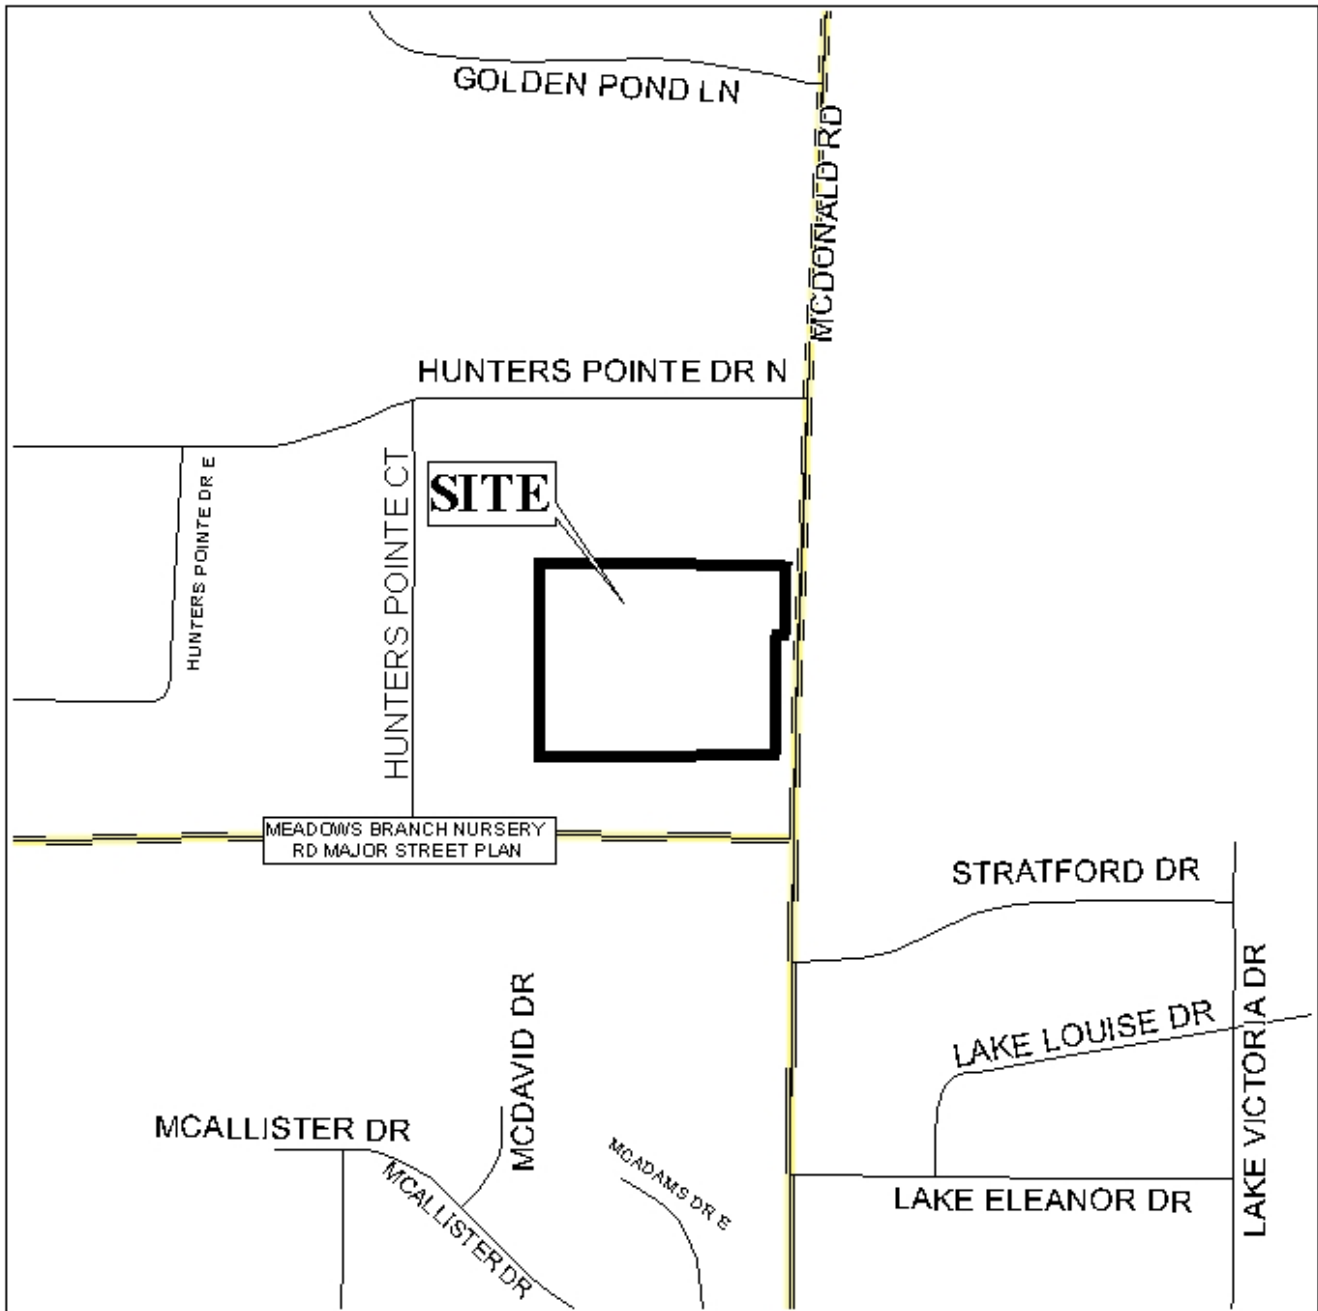 GOLDEN POND LN
MCDONALD RD
HUNTERS POINTE DR N
HUNTERS POINTE DR E
HUNTERS POINTE CT
SITE
MEADOWS BRANCH NURSERY
RD MAJOR STREET PLAN
STRATFORD DR
LAKE LOUISE DR
LAKE VICTORIA DR
MCDAVID DR
MCALLISTER DR
MCALLISTER DR
MCADAMS DR E
LAKE ELEANOR DR